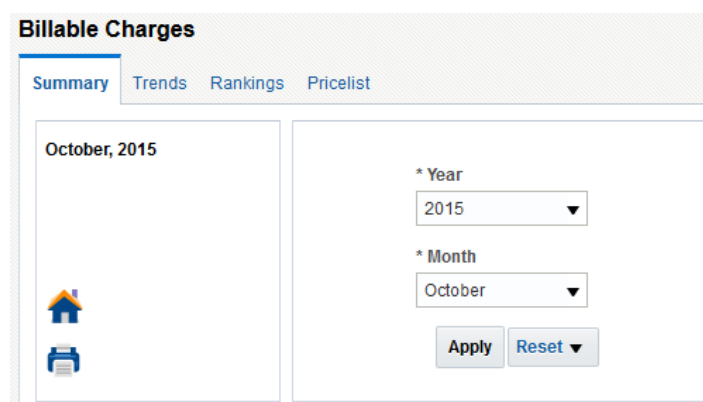 Billable Charges
Summary Trends Rankings Pricelist
October, 2015
* Year
2015
* Month
October
Apply Reset